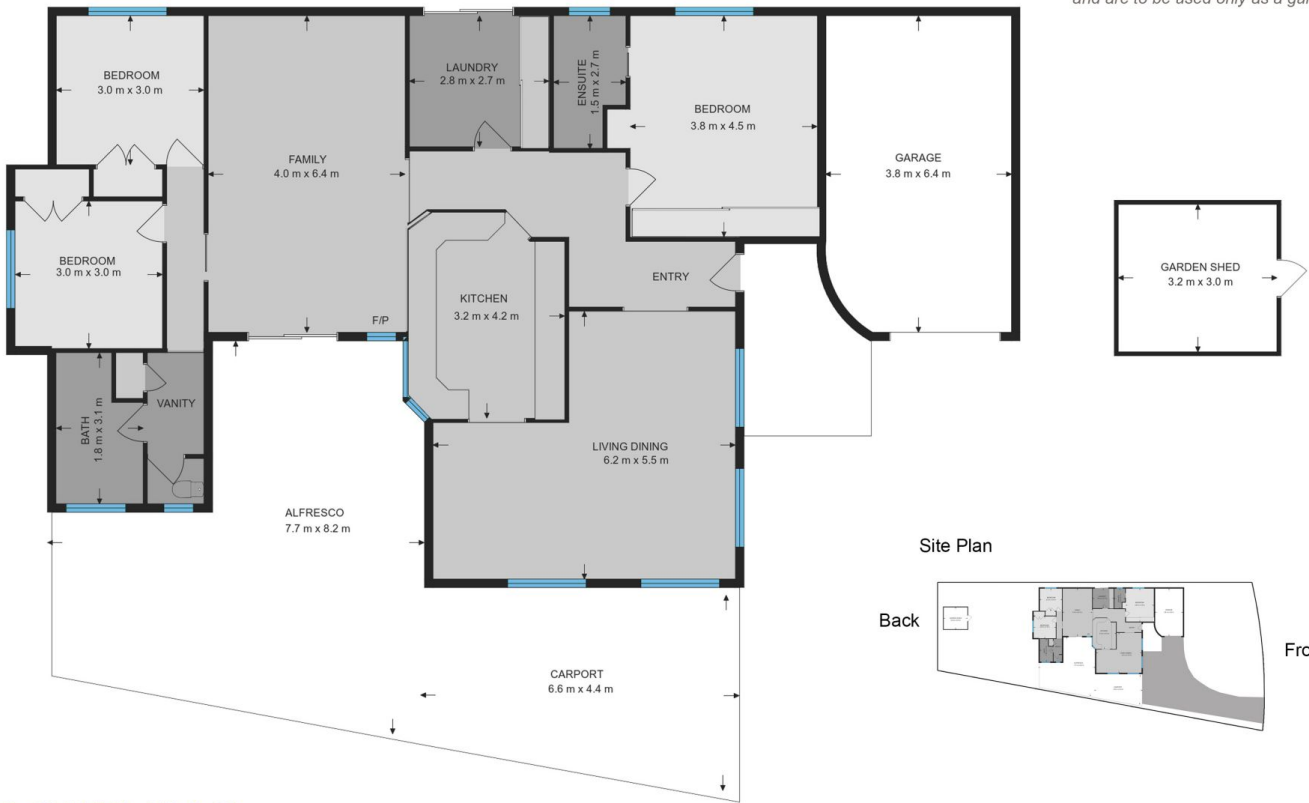 and are to be used only as a
BEDROOM
3.0 m x 3.0 m
FAMILY
4.0 m x 6.4 m
LAUNDRY
2.8 m x 2.7 m
ENSUITE
1.5 m x 2.7 m
BEDROOM
3.8 m x 4.5 m
GARAGE
3.8 m x 6.4 m
GARDEN SHED
3.2 m x 3.0 m
BEDROOM
3.0 m x 3.0 m
ENTRY
KITCHEN
3.2 m x 4.2 m
F/P
VANITY
BATH
1.8 m x 3.1 m
LIVING DINING
6.2 m x 5.5 m
ALFRESCO
7.7 m x 8.2 m
CARPORT
6.6 m x 4.4 m
Site Plan
Back
Fro